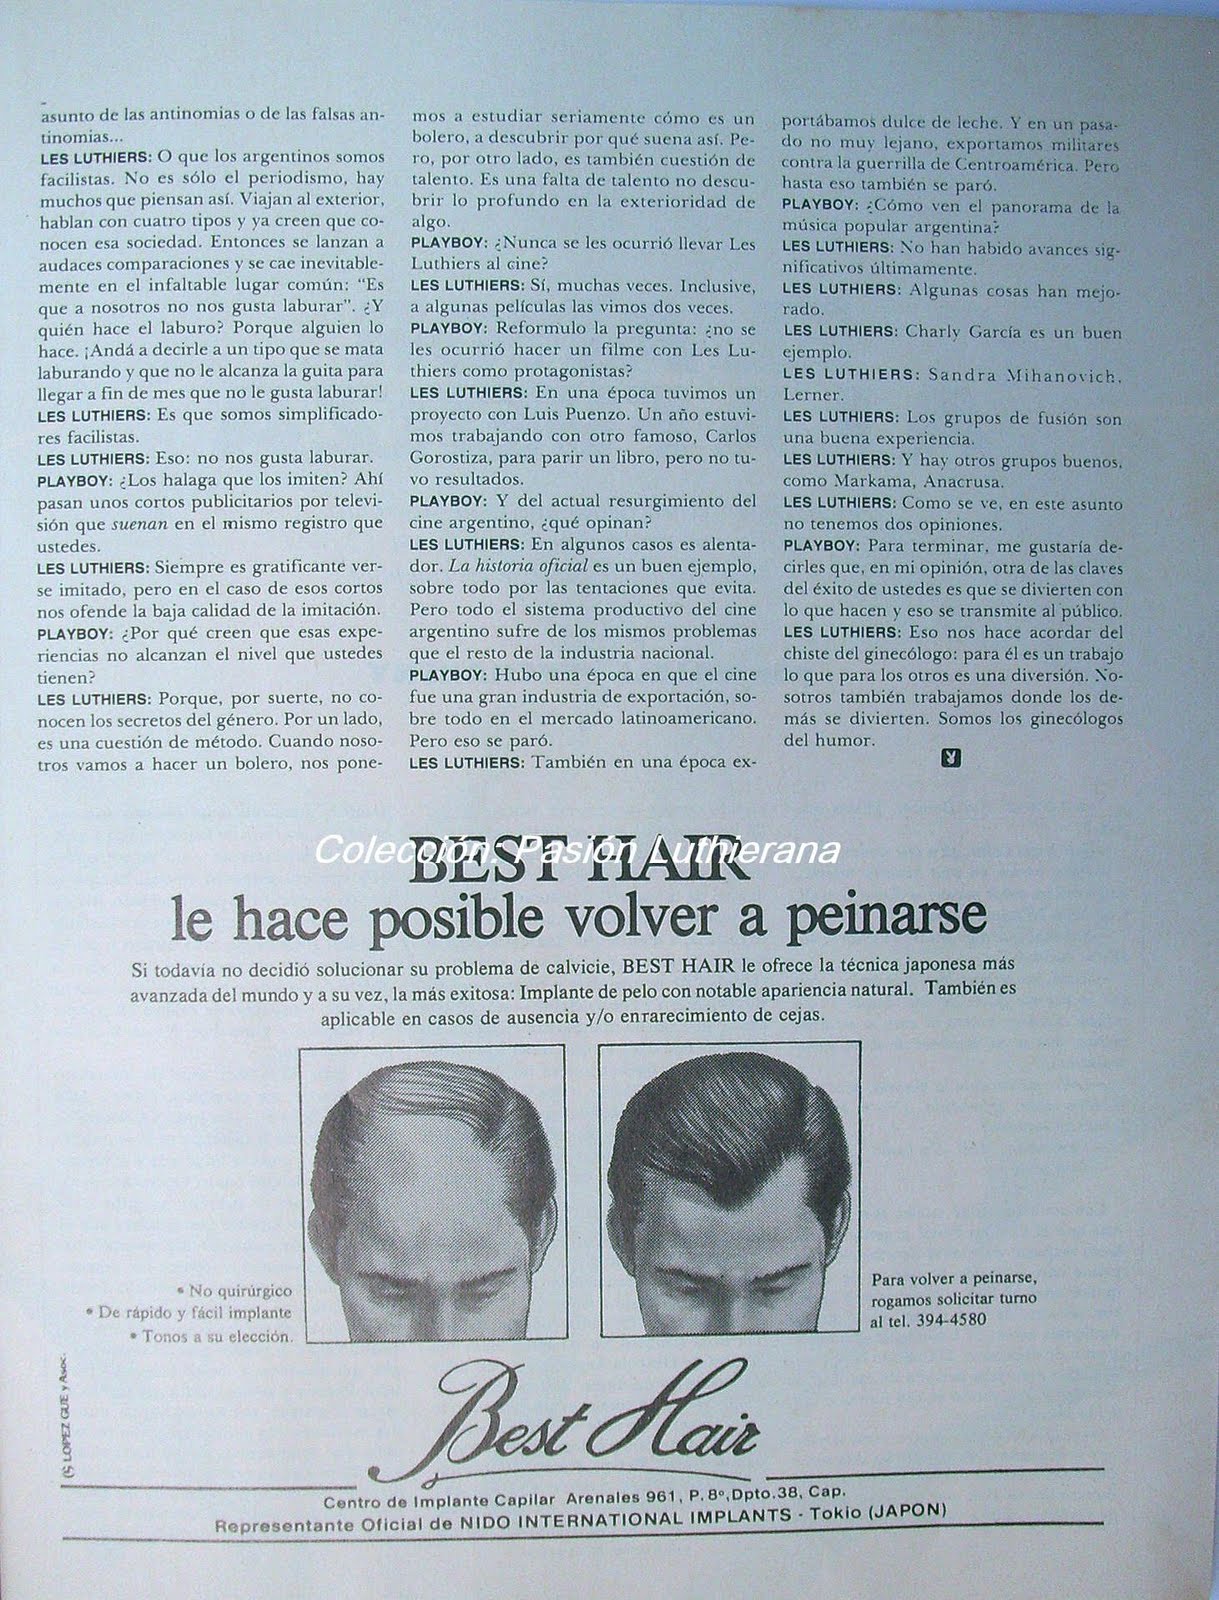 asunto de las antinomias o de las falsas an-
tinomias...
LES LUTHIERS: O que los argentinos somos
facilistas. No es sólo el periodismo, hay
muchos que piensan así. Viajan al exterior,
hablan con cuatro tipos y ya creen que co-
nocen esa sociedad. Entonces se lanzan a
audaces comparaciones y se cae inevitable-
mente en el infaltable lugar común: “Es
que a nosotros no nos gusta laburar”. ¿Y
quién hace el laburo? Porque alguien lo
hace. ¡Andá a decirle a un tipo que se mata
laburando y que no le alcanza la guita para
llegar a fin de mes que no le gusta laburar!
LES LUTHIERS: Es que somos simplificado-
res facilistas.
LES LUTHIERS: Eso: no nos gusta laburar.
PLAYBOY: ¿Los halaga que los imiten? Ahí
pasan unos cortos publicitarios por televi-
sión que suenan en el mismo registro que
ustedes.
LES LUTHIERS: Siempre es gratificante ver-
se imitado, pero en el caso de esos cortos
nos ofende la baja calidad de la imitación.
PLAYBOY: ¿Por qué creen que esas expe-
riencias no alcanzan el nivel que ustedes
tienen?
LES LUTHIERS: Porque, por suerte, no co-
nocen los secretos del género. Por un lado,
es una cuestión de método. Cuando noso-
tros vamos a hacer un bolero, nos pone-
mos a estudiar seriamente cómo es un
bolero, a descubrir por qué suena así. Pe-
ro, por otro lado, es también cuestión de
talento. Es una falta de talento no descu-
brir lo profundo en la exterioridad de
algo.
PLAYBOY: ¿Nunca se les ocurrió llevar Les
Luthiers al cine?
LES LUTHIERS: Sí, muchas veces. Inclusive,
a algunas películas las vimos dos veces.
PLAYBOY: Reformulo la pregunta: ¿no se
les ocurrió hacer un filme con Les Lu-
thiers como protagonistas?
LES LUTHIERS: En una época tuvimos un
proyecto con Luis Puenzo. Un año estuvi-
mos trabajando con otro famoso, Carlos
Gorostiza, para parir un libro, pero no tu-
vo resultados.
PLAYBOY: Y del actual resurgimiento del
cine argentino, ¿qué opinan?
LES LUTHIERS: En algunos casos es alenta-
dor. La historia oficial es un buen ejemplo,
sobre todo por las tentaciones que evita.
Pero todo el sistema productivo del cine
argentino sufre de los mismos problemas
que el resto de la industria nacional.
PLAYBOY: Hubo una época en que el cine
fue una gran industria de exportación, so-
bre todo en el mercado latinoamericano.
Pero eso se paró.
LES LUTHIERS: También en una época ex-
portábamos dulce de leche. Y en un pasa-
do no muy lejano, exportamos militares
contra la guerrilla de Centroamérica. Pero
hasta eso también se paró.
PLAYBOY: ¿Cómo ven el panorama de la
música popular argentina?
LES LUTHIERS: No han habido avances sig-
nificativos últimamente.
LES LUTHIERS: Algunas cosas han mejo-
rado.
LES LUTHIERS: Charly García es un buen
ejemplo.
LES LUTHIERS: Sandra Mihanovich,
Lerner.
LES LUTHIERS: Los grupos de fusión son
una buena experiencia.
LES LUTHIERS: Y hay otros grupos buenos,
como Markama, Anacrusa.
LES LUTHIERS: Como se ve, en este asunto
no tenemos dos opiniones.
PLAYBOY: Para terminar, me gustaría de-
cirles que, en mi opinión, otra de las claves
del éxito de ustedes es que se divierten con
lo que hacen y eso se transmite al público.
LES LUTHIERS: Eso nos hace acordar del
chiste del ginecólogo: para él es un trabajo
lo que para los otros es una diversión. No-
sotros también trabajamos donde los de-
más se divierten. Somos los ginecólogos
del humor.
Colección: Pasión Luthierana
BEST HAIR
le hace posible volver a peinarse
Si todavía no decidió solucionar su problema de calvicie, BEST HAIR le ofrece la técnica japonesa más
avanzada del mundo y a su vez, la más exitosa: Implante de pelo con notable apariencia natural. También es
aplicable en casos de ausencia y/o enrarecimiento de cejas.
• No quirúrgico
• De rápido y fácil implante
• Tonos a su elección.
Para volver a peinarse,
rogamos solicitar turno
al tel. 394-4580
LOPEZ GUE y Asoc.
Best Hair
Centro de Implante Capilar Arenales 961, P. 8º, Dpto. 38, Cap.
Representante Oficial de NIDO INTERNATIONAL IMPLANTS - Tokio (JAPON)